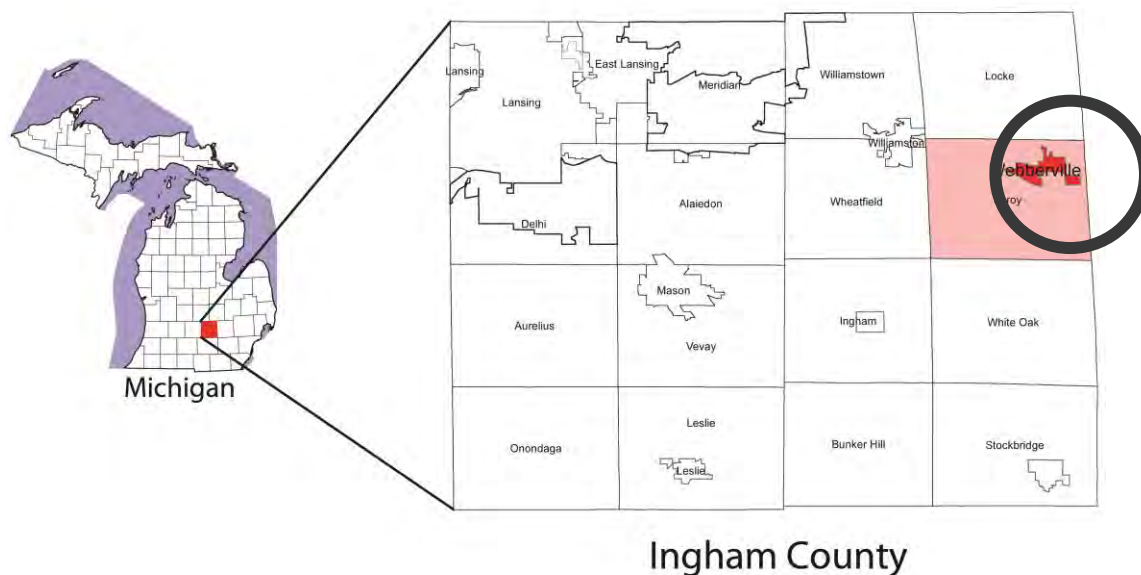 Lansing
East Lansing
Meridian
Williamstown
Locke
Lansing
Williamston
Webberville
Delhi
Alaiedon
Wheatfield
roy
Mason
Aurelius
Ingham
White Oak
Vevay
Michigan
Leslie
Onondaga
Bunker Hill
Stockbridge
Leslie
Ingham County